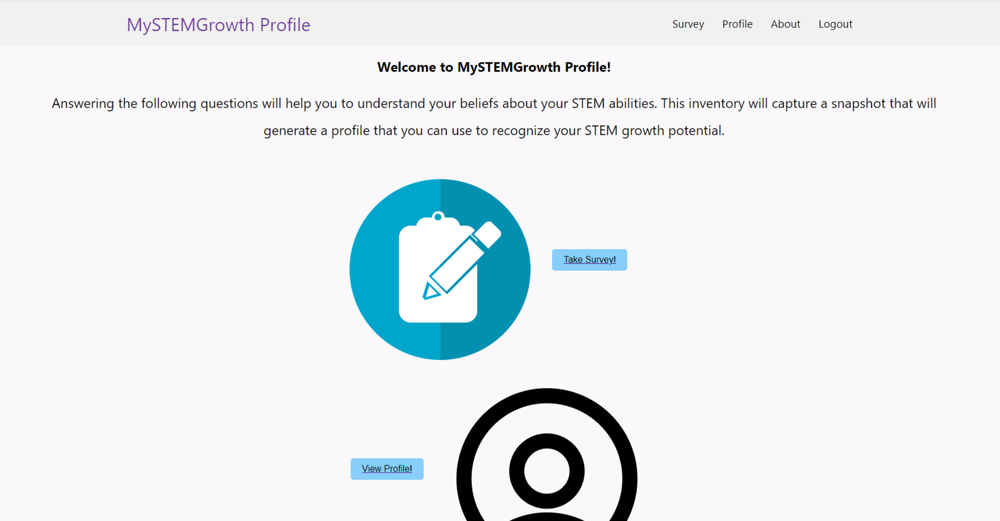 MySTEMGrowth Profile
Survey Profile About Logout
Welcome to MySTEMGrowth Profile!
Answering the following questions will help you to understand your beliefs about your STEM abilities. This inventory will capture a snapshot that will
generate a profile that you can use to recognize your STEM growth potential.
Take Survey!
View Profile!